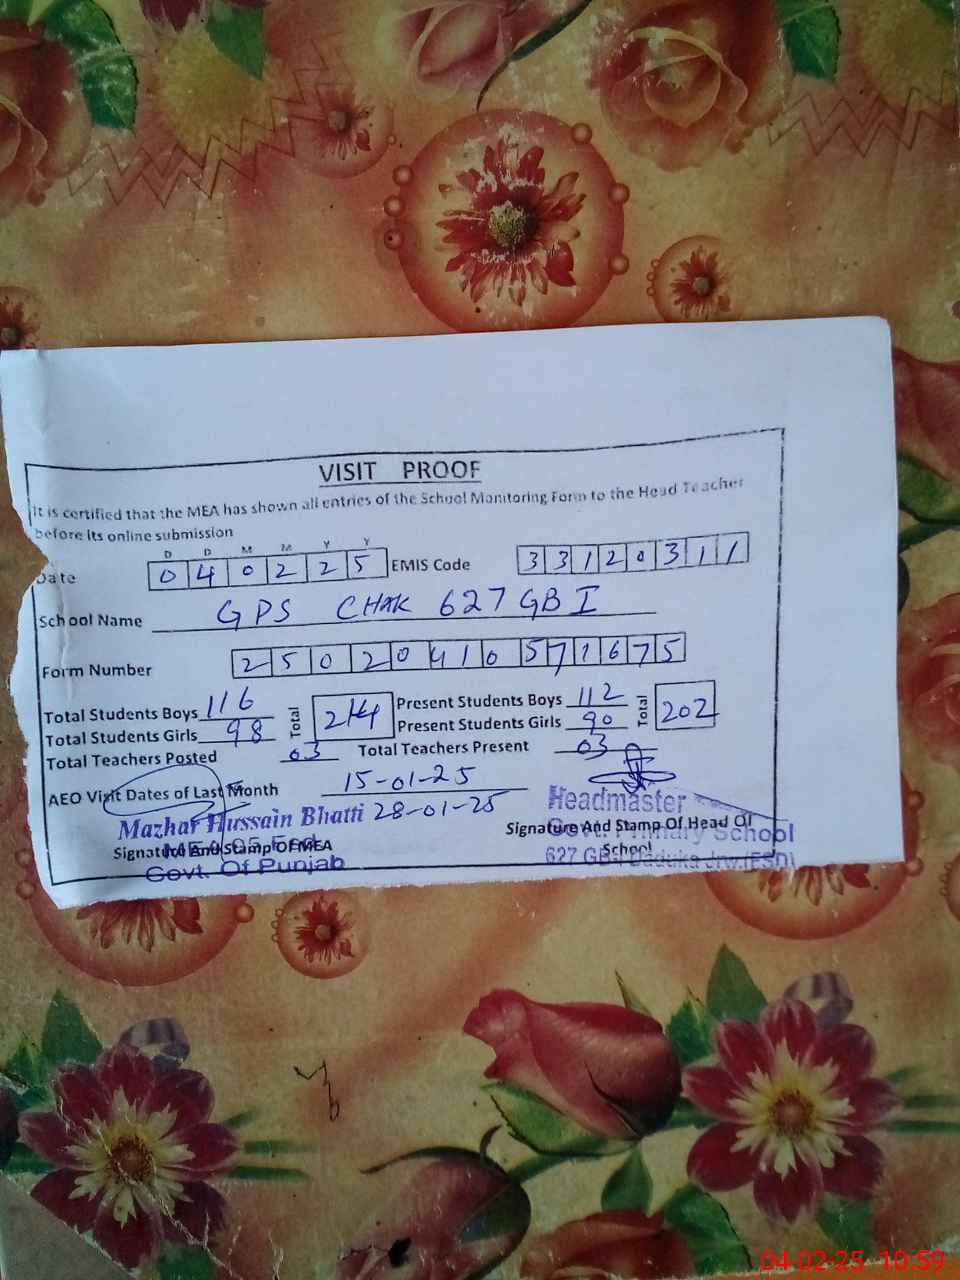 VISIT PROOF
It is certified that the MEA has shown all entries of the School Monitoring Form to the Head Teacher
before its online submission
D D M M Y Y
Date 0 4 0 2 2 5 EMIS Code 3 3 1 2 0 3 1 1
School Name GPS CHAK 627 GB I
Form Number 2 5 0 2 0 4 1 0 5 7 1 6 7 5
Total Students Boys 116 Total 214 Present Students Boys 112 Total 202
Total Students Girls 98 Present Students Girls 90
Total Teachers Posted 03 Total Teachers Present 03
AEO Visit Dates of Last Month 15-01-25
28-01-25
Mazhar Hussain Bhatti
Signature And Stamp Of MEA
Govt. Of Punjab
Headmaster
Signature And Stamp Of Head Of
School
Govt. Primary School
627 GB
04-02-25 10:59